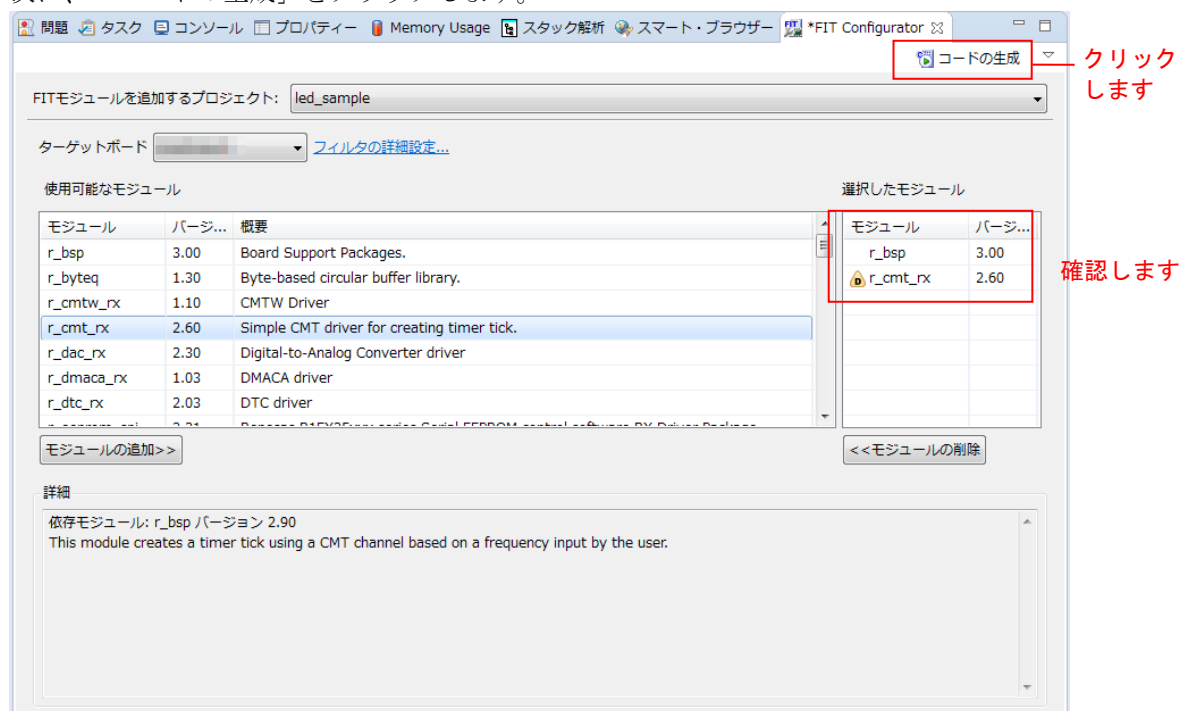 問題 タスク コンソール プロパティー Memory Usage スタック解析 スマート・ブラウザー *FIT Configurator
コードの生成
クリック
します
FITモジュールを追加するプロジェクト: led_sample
ターゲットボード フィルタの詳細設定...
使用可能なモジュール 選択したモジュール
モジュール バージ... 概要 モジュール バージ...
r_bsp 3.00 Board Support Packages. r_bsp 3.00
r_byteq 1.30 Byte-based circular buffer library. r_cmt_rx 2.60
確認します
r_cmtw_rx 1.10 CMTW Driver
r_cmt_rx 2.60 Simple CMT driver for creating timer tick.
r_dac_rx 2.30 Digital-to-Analog Converter driver
r_dmaca_rx 1.03 DMACA driver
r_dtc_rx 2.03 DTC driver
モジュールの追加>> <<モジュールの削除
詳細
依存モジュール: r_bsp バージョン 2.90
This module creates a timer tick using a CMT channel based on a frequency input by the user.